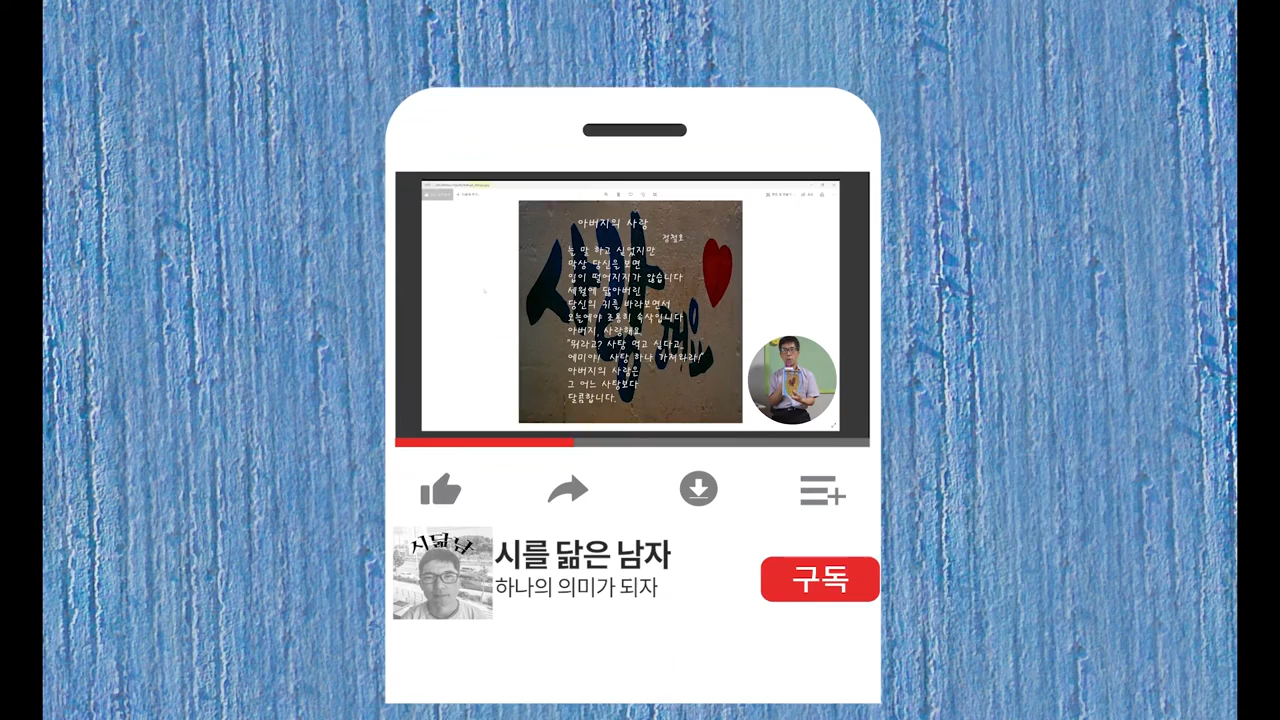 아버지의 사랑
정철호
늘 말 하고 싶었지만
막상 당신을 보면
입이 떨어지지가 않습니다
세월에 닳아버린
당신의 귀를 바라보면서
오늘에야 조용히 속삭입니다
아버지, 사랑해요
"뭐라고? 사탕 먹고 싶다고
에미야! 사탕 하나 가져와라!"
아버지의 사랑은
그 어느 사탕보다
달콤합니다.
시닮남
시를 닮은 남자
하나의 의미가 되자
구독